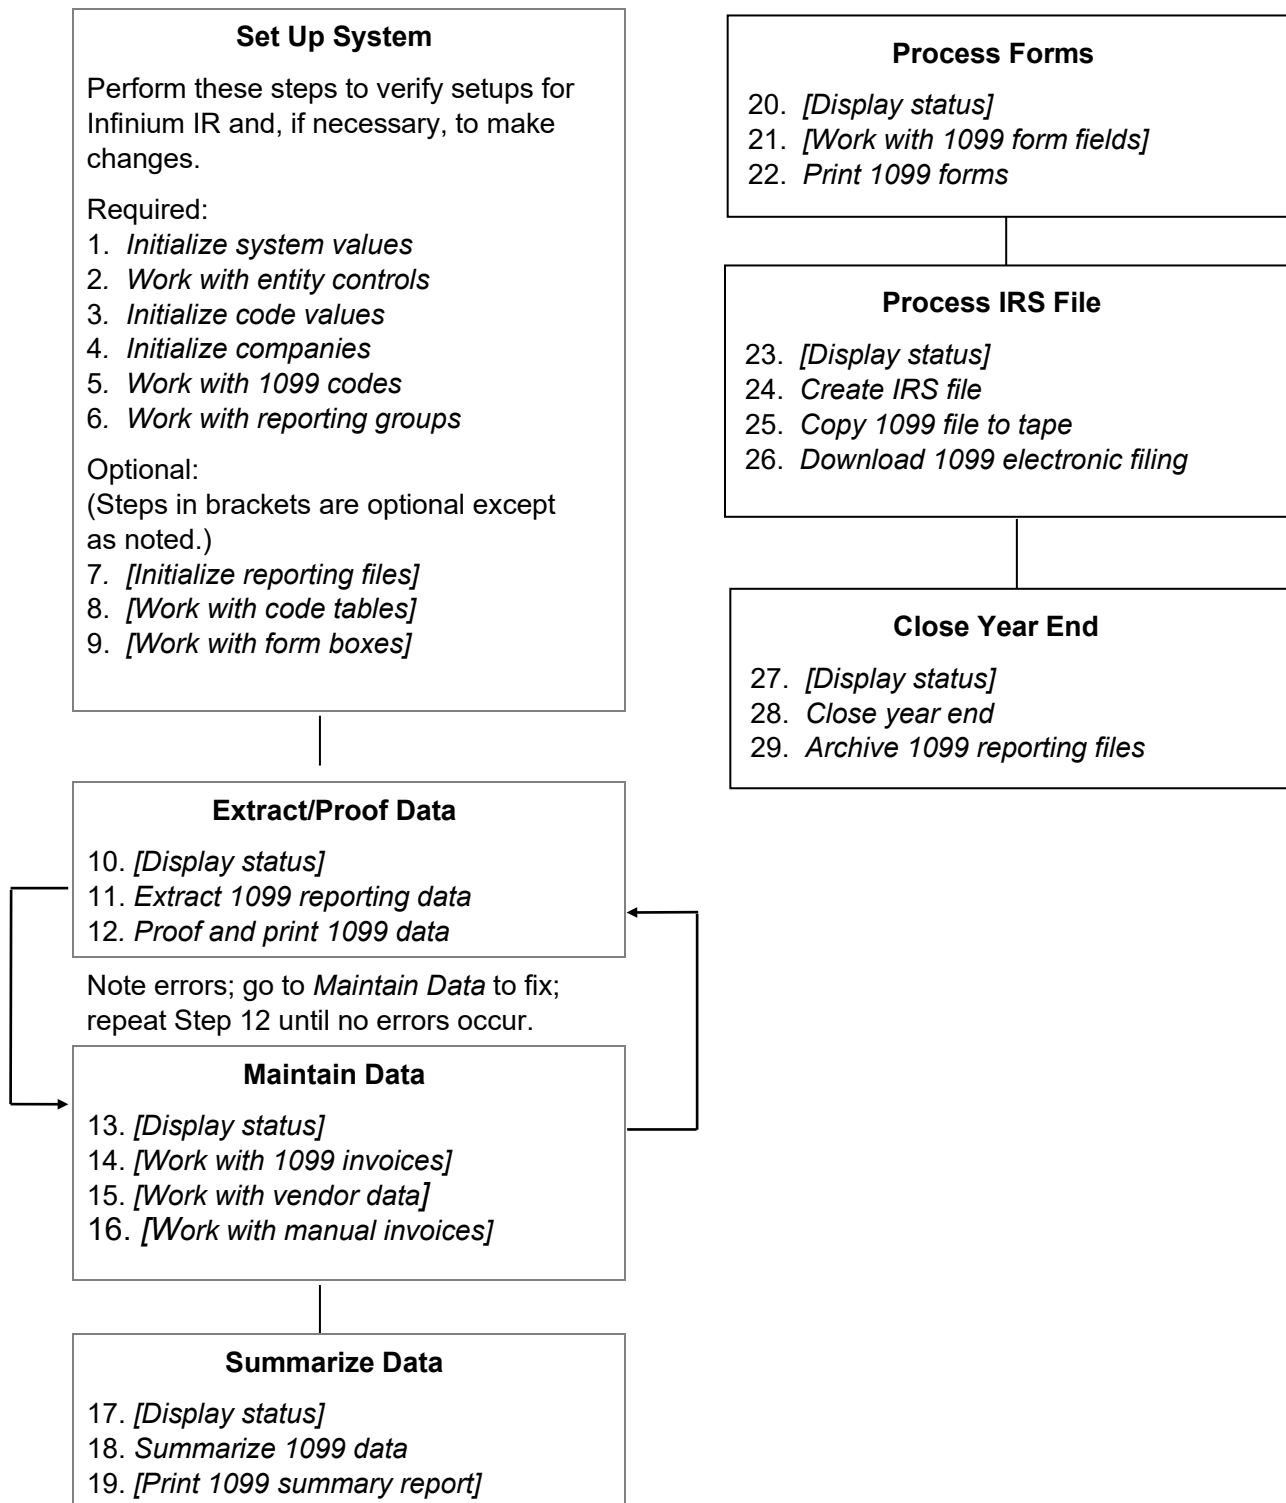 Set Up System
Perform these steps to verify setups for
Infinium IR and, if necessary, to make
changes.
Required:
1. Initialize system values
2. Work with entity controls
3. Initialize code values
4. Initialize companies
5. Work with 1099 codes
6. Work with reporting groups
Optional:
(Steps in brackets are optional except
as noted.)
7. [Initialize reporting files]
8. [Work with code tables]
9. [Work with form boxes]
Extract/Proof Data
10. [Display status]
11. Extract 1099 reporting data
12. Proof and print 1099 data
Note errors; go to Maintain Data to fix;
repeat Step 12 until no errors occur.
Maintain Data
13. [Display status]
14. [Work with 1099 invoices]
15. [Work with vendor data]
16. [Work with manual invoices]
Summarize Data
17. [Display status]
18. Summarize 1099 data
19. [Print 1099 summary report]
Process Forms
20. [Display status]
21. [Work with 1099 form fields]
22. Print 1099 forms
Process IRS File
23. [Display status]
24. Create IRS file
25. Copy 1099 file to tape
26. Download 1099 electronic filing
Close Year End
27. [Display status]
28. Close year end
29. Archive 1099 reporting files